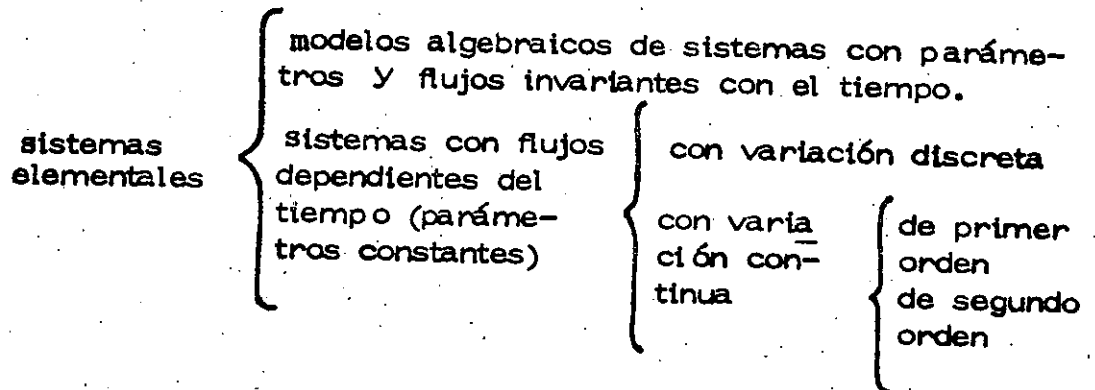 modelos algebraicos de sistemas con paráme-
tros y flujos invariantes con el tiempo.
sistemas
elementales
sistemas con flujos
dependientes del
tiempo (paráme-
tros constantes)
con variación discreta
con varia
ción con-
tinua
de primer
orden
de segundo
orden